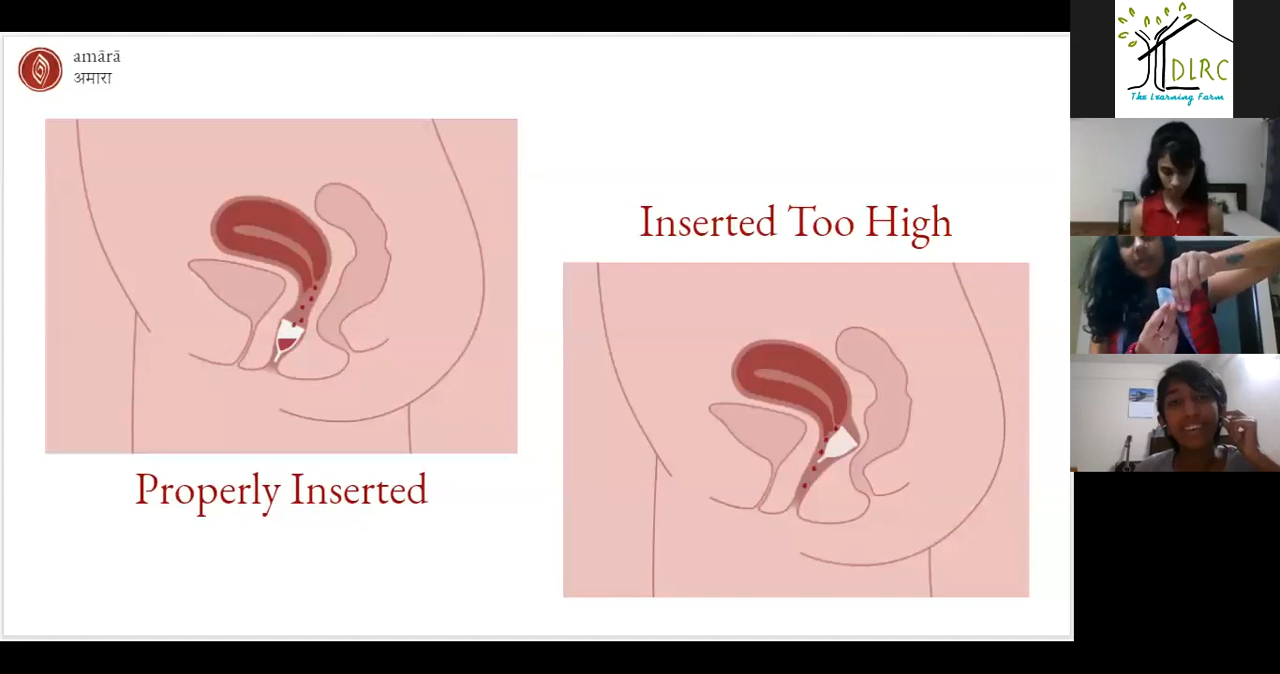 amārā
अमारा
Inserted Too High
Properly Inserted
DLRC
The Learning Farm